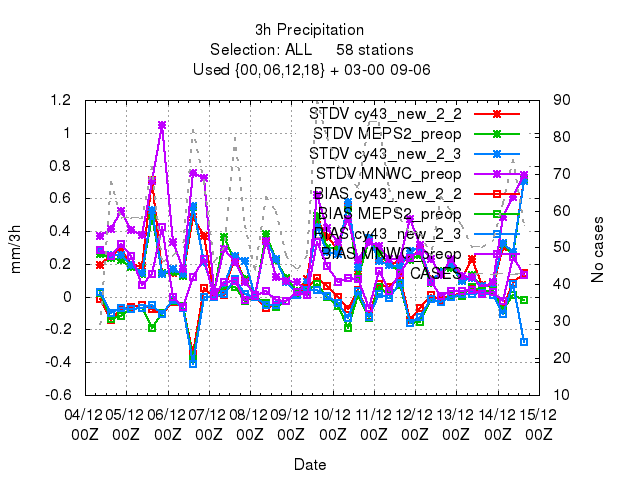 3h Precipitation
Selection: ALL 58 stations
Used {00,06,12,18} + 03-00 09-06
1.2
1
0.8
0.6
0.4
0.2
0
-0.2
-0.4
-0.6
mm/3h
90
80
70
60
50
40
30
20
10
No cases
STDV cy43_new_2_2
STDV MEPS2_preop
STDV cy43_new_2_3
STDV MNWC_preop
BIAS cy43_new_2_2
BIAS MEPS2_preop
BIAS cy43_new_2_3
BIAS MNWC_preop
CASES
04/12 05/12 06/12 07/12 08/12 09/12 10/12 11/12 12/12 13/12 14/12 15/12
00Z 00Z 00Z 00Z 00Z 00Z 00Z 00Z 00Z 00Z 00Z 00Z
Date